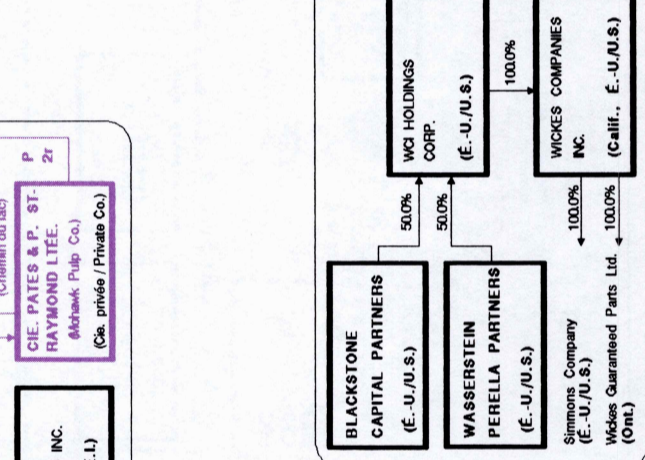 (Chemin du lac)
P
2r
CIE. PATES & P. ST-
RAYMOND LTÉE.
(Mohawk Pulp Co.)
(Cie. privée / Private Co.)
INC.
WCI HOLDINGS
CORP.
(É.-U./U.S.)
100.0%
WICKES COMPANIES
INC.
(Calif., É.-U./U.S.)
50.0%
50.0%
100.0%
100.0%
BLACKSTONE
CAPITAL PARTNERS
(É.-U./U.S.)
WASSERSTEIN
PERELLA PARTNERS
(É.-U./U.S.)
Simmons Company
(É.-U./U.S.)
Wickes Guaranteed Parts Ltd.
(Ont.)